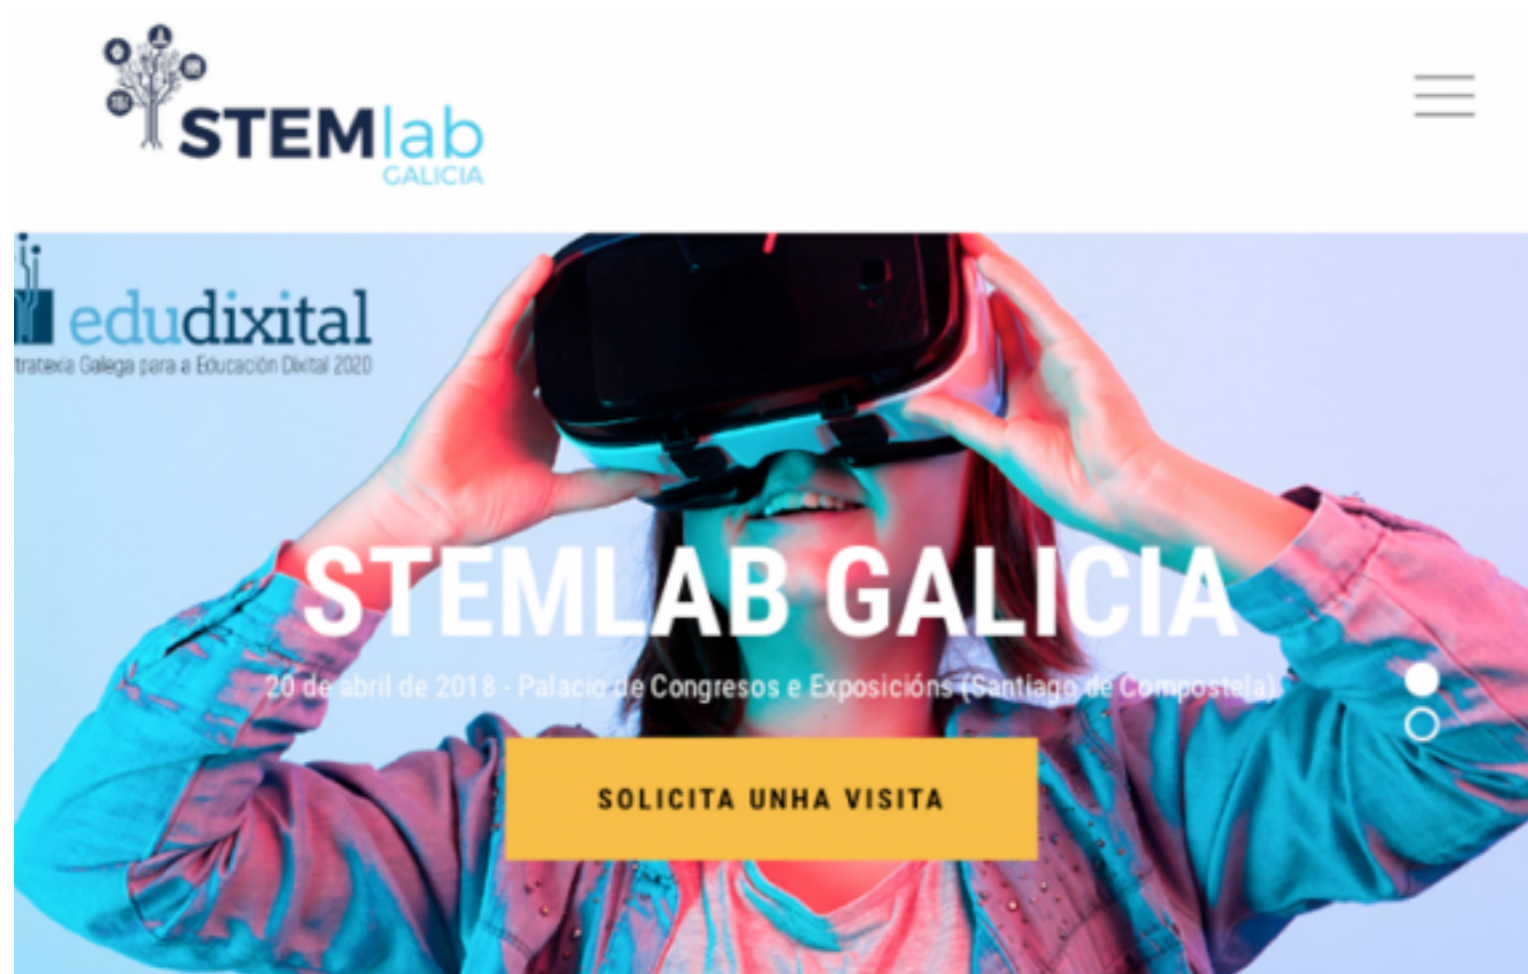 STEMlab
GALICIA
edudixital
tratexia Galega para a Educación Dixital 2020
STEMLAB GALICIA
20 de abril de 2018 - Palacio de Congresos e Exposicións (Santiago de Compostela)
SOLICITA UNHA VISITA